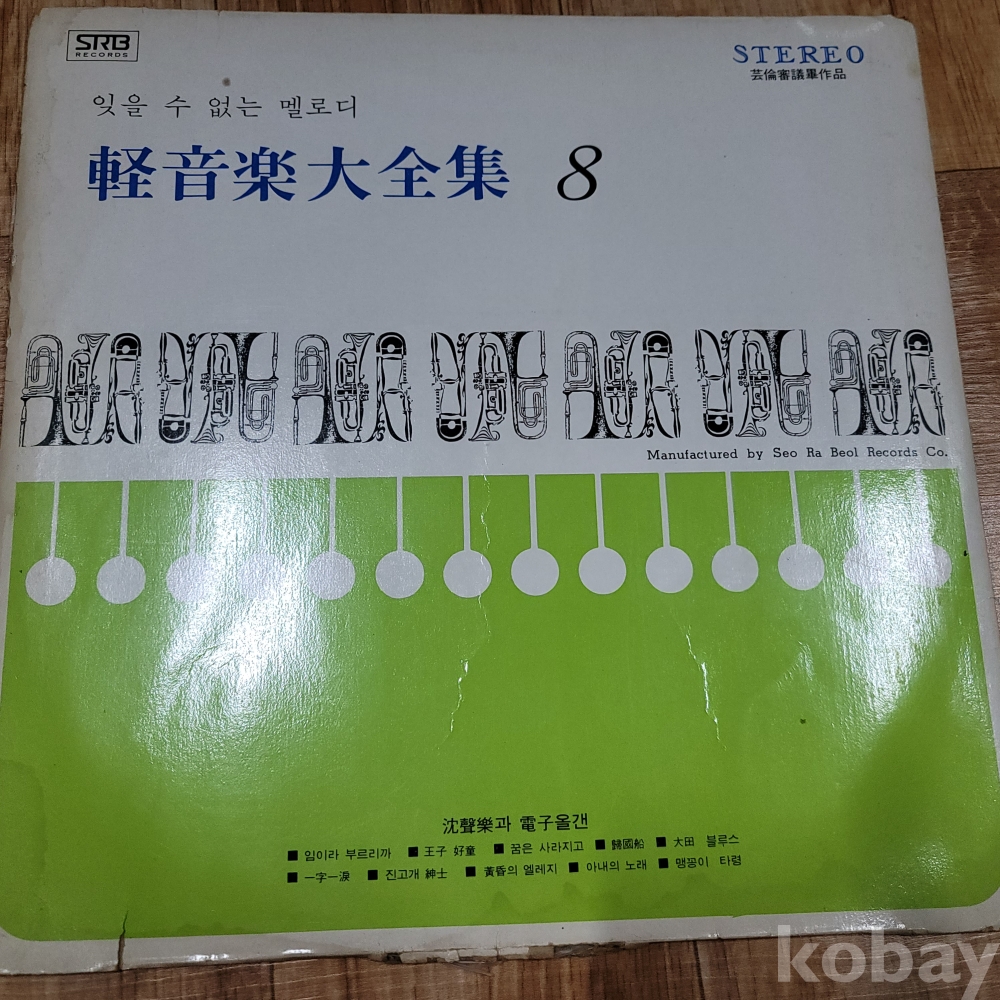 SRB
RECORDS
STEREO
芸倫審議畢作品
잊을 수 없는 멜로디
軽音楽大全集 8
Manufactured by Seo Ra Beol Records Co.
沈聲樂과 電子올갠
■ 임이라 부르리까 ■ 王子 好童 ■ 꿈은 사라지고 ■ 歸國船 ■ 大田 블루스
■ 一字一淚 ■ 진고개 紳士 ■ 黃昏의 엘레지 ■ 아내의 노래 ■ 맹꽁이 타령
kobay